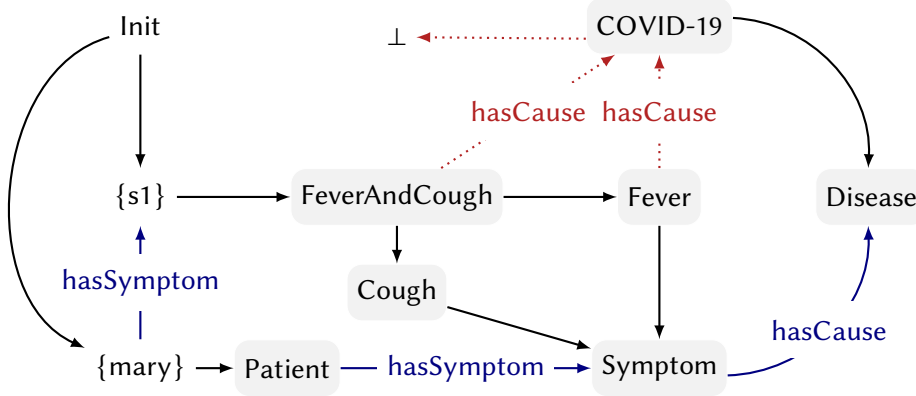 Init
⊥
COVID-19
hasCause
hasCause
{s1}
FeverAndCough
Fever
Disease
hasSymptom
Cough
hasCause
{mary}
Patient
hasSymptom
Symptom